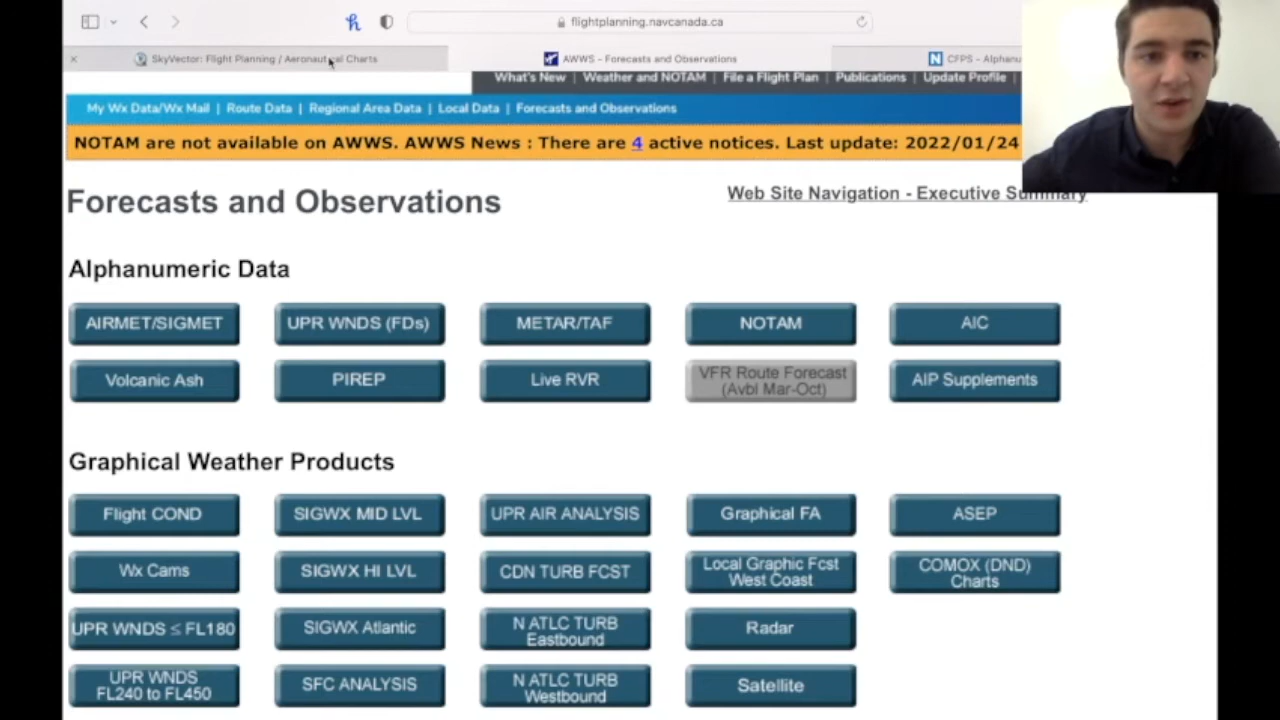 flightplanning.navcanada.ca
SkyVector: Flight Planning / Aeronautical Charts
AWWS - Forecasts and Observations
CFPS - Alphanu
What's New | Weather and NOTAM | File a Flight Plan | Publications | Update Profile |
My Wx Data/Wx Mail | Route Data | Regional Area Data | Local Data | Forecasts and Observations
NOTAM are not available on AWWS. AWWS News : There are 4 active notices. Last update: 2022/01/24
Forecasts and Observations
Web Site Navigation - Executive Summary
Alphanumeric Data
AIRMET/SIGMET
UPR WNDS (FDs)
METAR/TAF
NOTAM
AIC
Volcanic Ash
PIREP
Live RVR
VFR Route Forecast
(Avbl Mar-Oct)
AIP Supplements
Graphical Weather Products
Flight COND
SIGWX MID LVL
UPR AIR ANALYSIS
Graphical FA
ASEP
Wx Cams
SIGWX HI LVL
CDN TURB FCST
Local Graphic Fcst
West Coast
COMOX (DND)
Charts
UPR WNDS ≤ FL180
SIGWX Atlantic
N ATLC TURB
Eastbound
Radar
UPR WNDS
FL240 to FL450
SFC ANALYSIS
N ATLC TURB
Westbound
Satellite